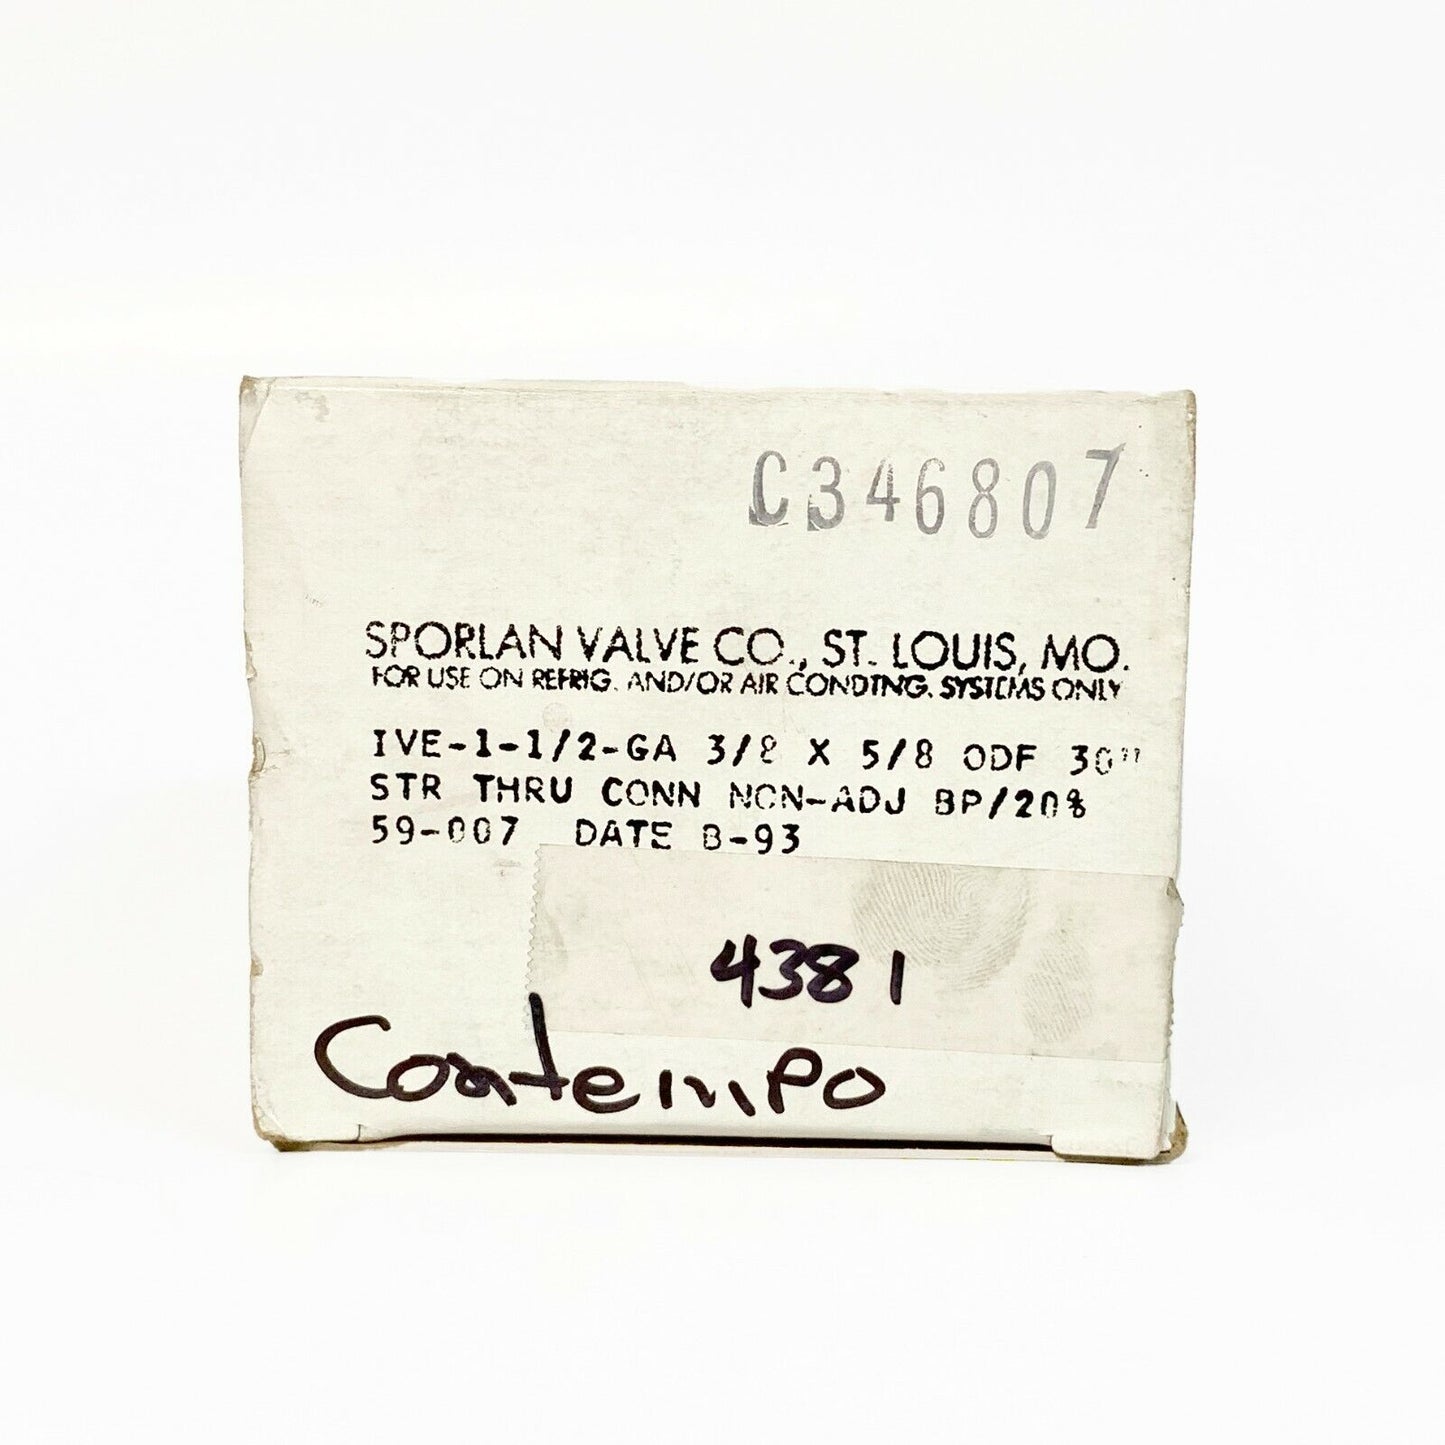 C346807
SPORLAN VALVE CO., ST. LOUIS, MO.
FOR USE ON REFRIG. AND/OR AIR CONDTNG. SYSTEMS ONLY
IVE-1-1/2-GA 3/8 X 5/8 ODF 30"
STR THRU CONN NON-ADJ BP/20%
59-007 DATE B-93
4381
Contempo